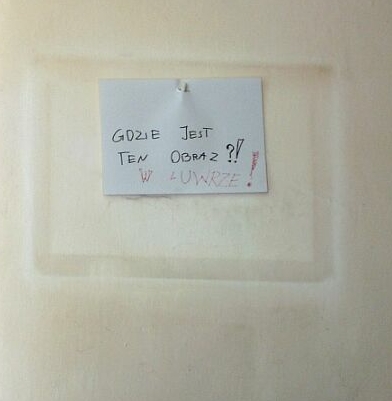 GDZIE JEST
TEN OBRAZ ?!
W LUWRZE!